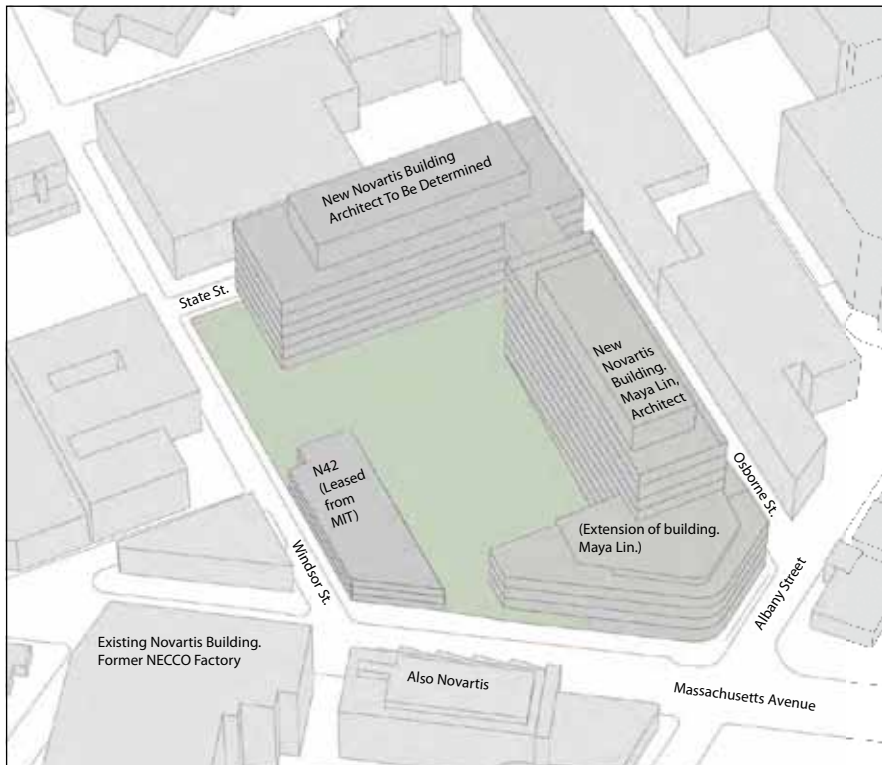 New Novartis Building
Architect To Be Determined
State St.
New
Novartis
Building.
Maya Lin,
Architect
N42
(Leased
from
MIT)
Osborne St.
(Extension of building.
Maya Lin.)
Windsor St.
Albany Street
Existing Novartis Building.
Former NECCO Factory
Also Novartis
Massachusetts Avenue